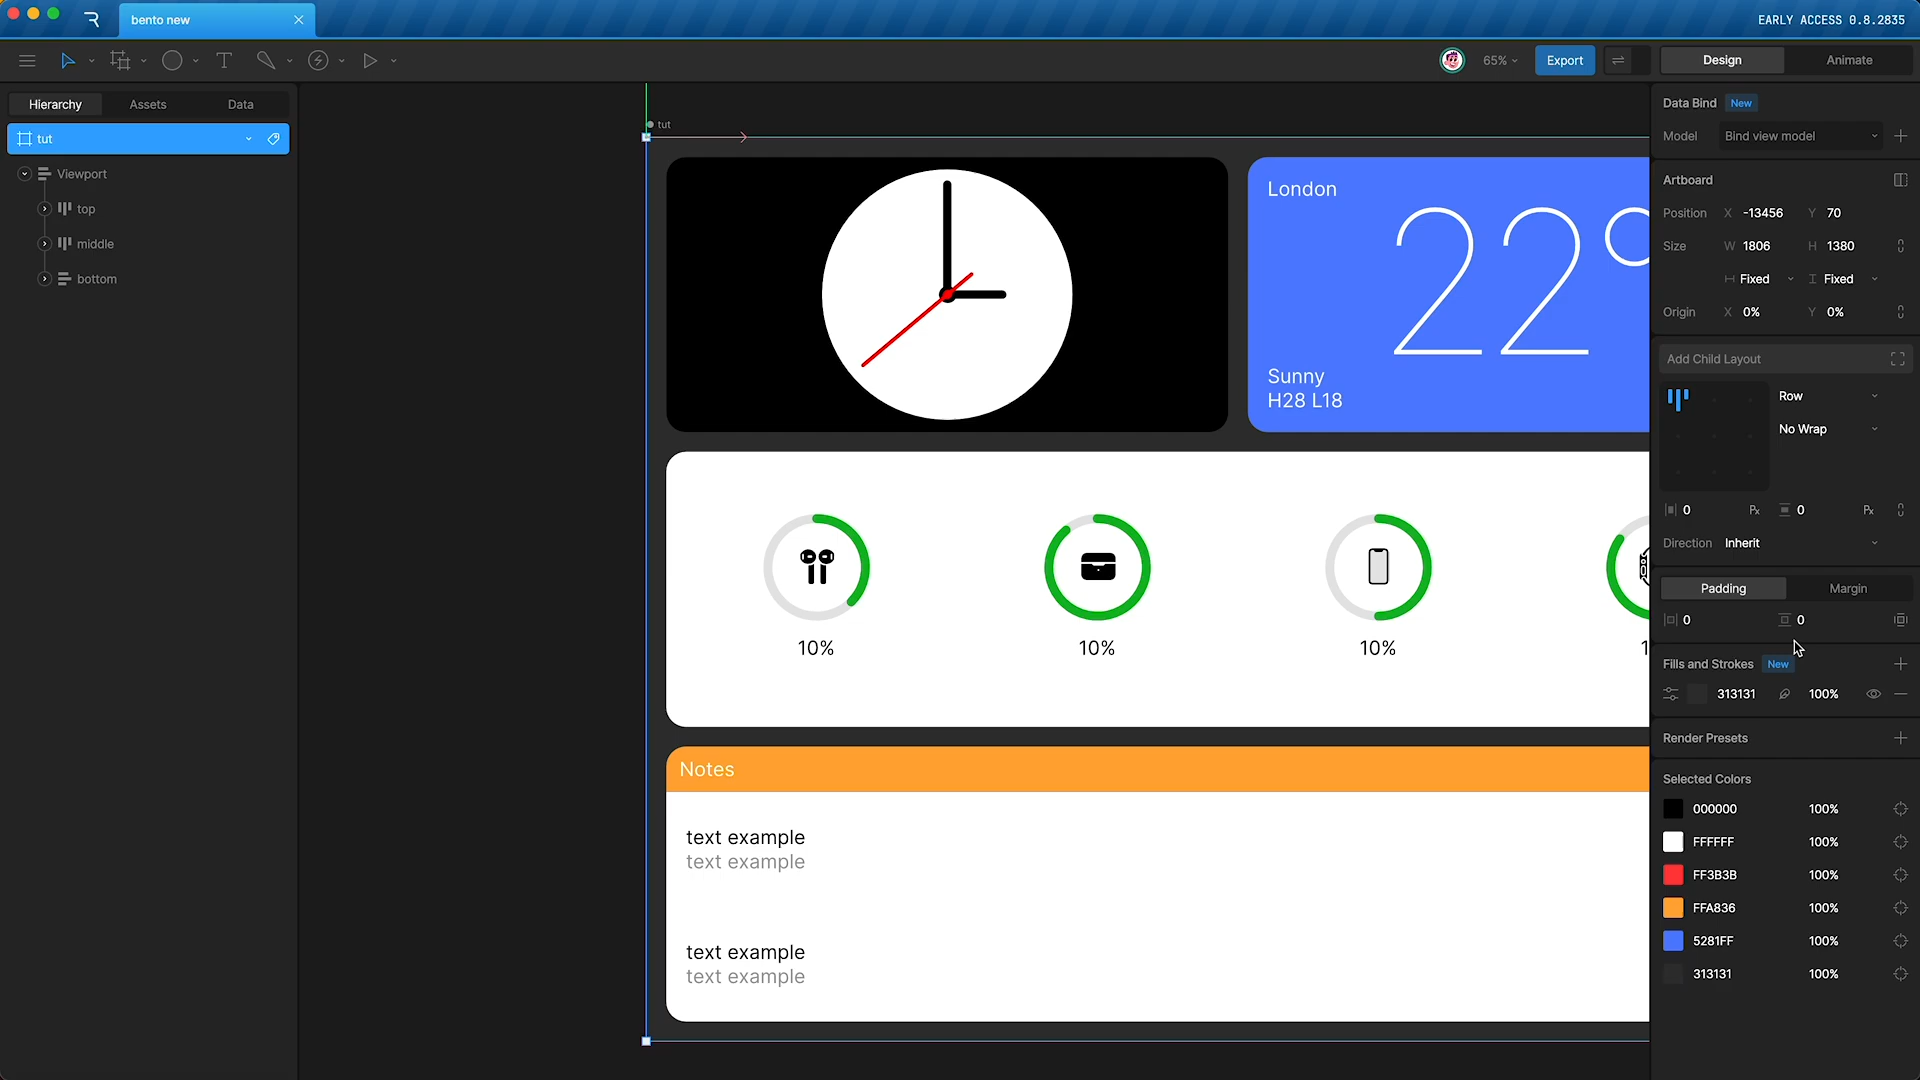 bento new
EARLY ACCESS 0.8.2835
65%
Export
Design
Animate
Hierarchy
Assets
Data
tut
Viewport
top
middle
bottom
tut
London
22°
Sunny
H28 L18
10%
10%
10%
1
Notes
text example
text example
text example
text example
Data Bind New
Model Bind view model
Artboard
Position X -13456 Y 70
Size W 1806 H 1380
Fixed Fixed
Origin X 0% Y 0%
Add Child Layout
Row
No Wrap
0 Px 0 Px
Direction Inherit
Padding Margin
0 0
Fills and Strokes New
313131 100%
Render Presets
Selected Colors
000000 100%
FFFFFF 100%
FF3B3B 100%
FFA836 100%
5281FF 100%
313131 100%